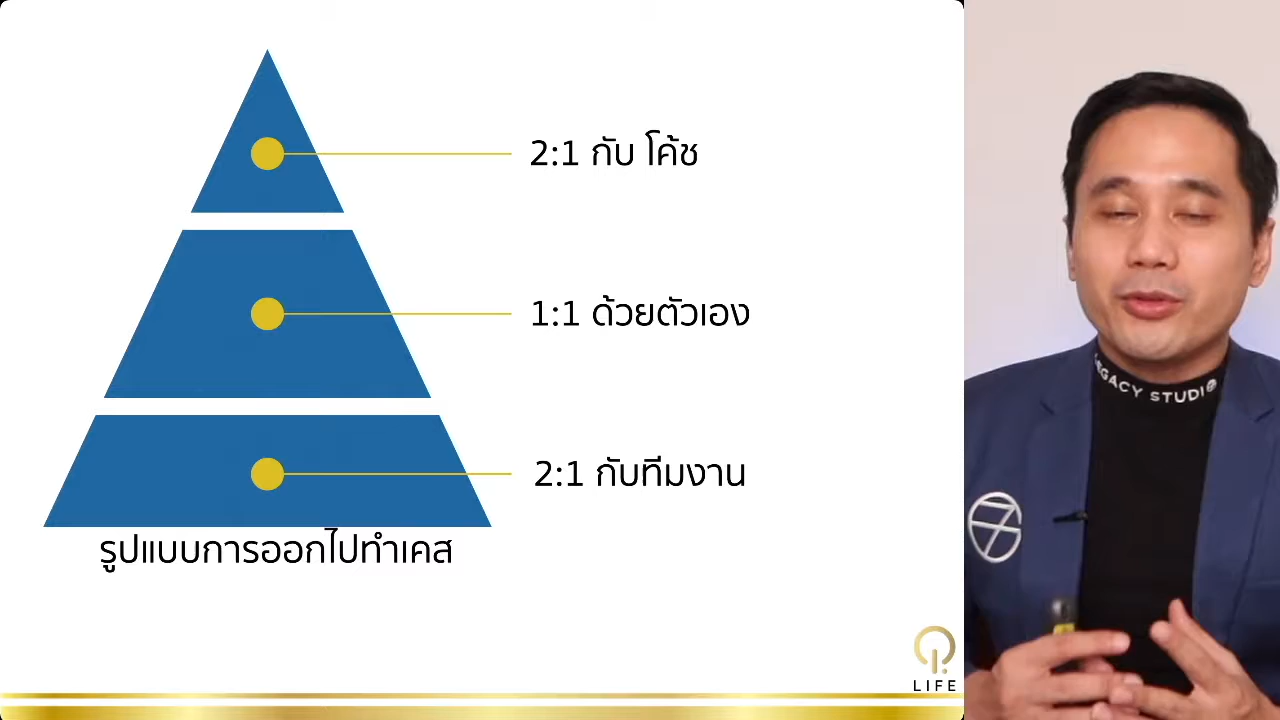 2:1 กับ โค้ช
1:1 ด้วยตัวเอง
2:1 กับทีมงาน
รูปแบบการออกไปทำเคส
LIFE
LEGACY STUDIO